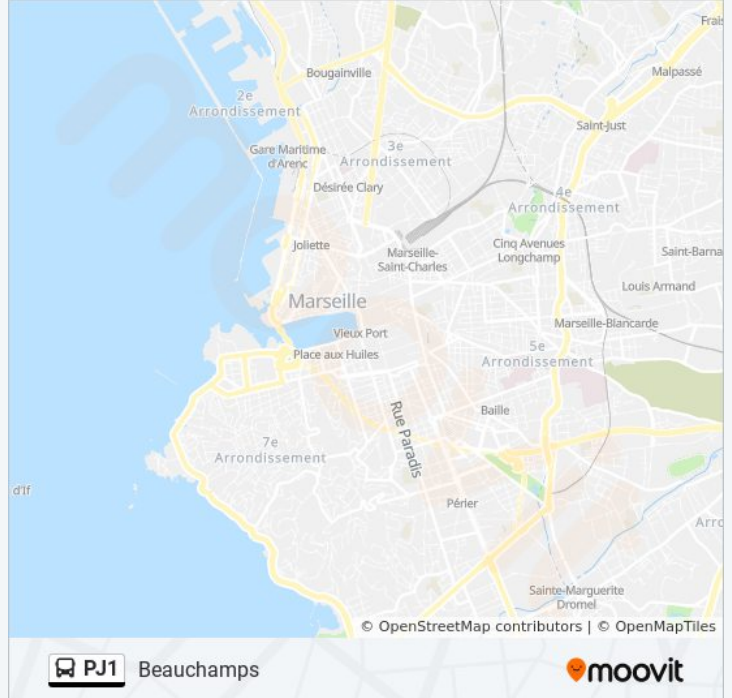 Frais
Bougainville
Malpassé
2e
Arrondissement
Saint-Just
Gare Maritime
d'Arenc
3e
Arrondissement
Désirée Clary
4e
Arrondissement
Joliette
Marseille-
Saint-Charles
Cinq Avenues
Longchamp
Saint-Barna
Louis Armand
Marseille
Marseille-Blancarde
Vieux Port
Place aux Huiles
5e
Arrondissement
Baille
Rue Paradis
7e
Arrondissement
d'If
Périer
Arro
Sainte-Marguerite
Dromel
© OpenStreetMap contributors | © OpenMapTiles
PJ1 Beauchamps
moovit